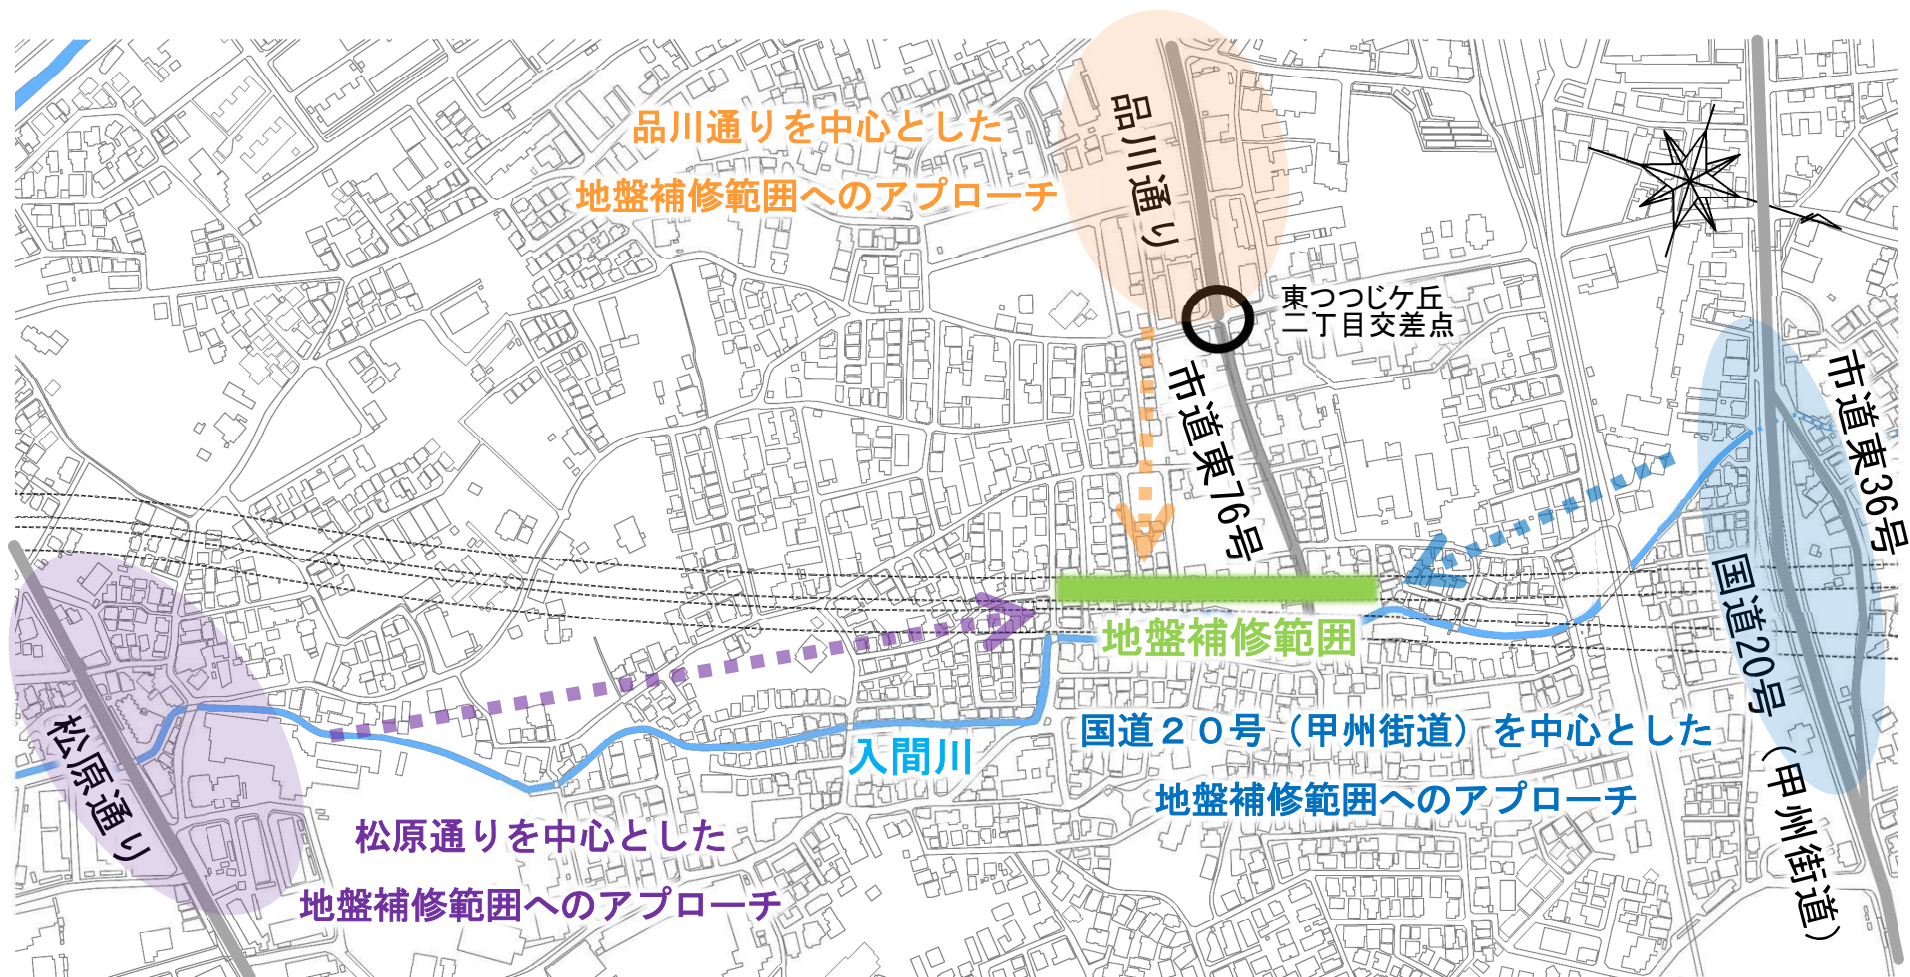 品川通りを中心とした
地盤補修範囲へのアプローチ
品川通り
東つつじケ丘
二丁目交差点
市道東76号
市道東36号
地盤補修範囲
国道20号（甲州街道）
国道２０号（甲州街道）を中心とした
地盤補修範囲へのアプローチ
入間川
松原通り
松原通りを中心とした
地盤補修範囲へのアプローチ